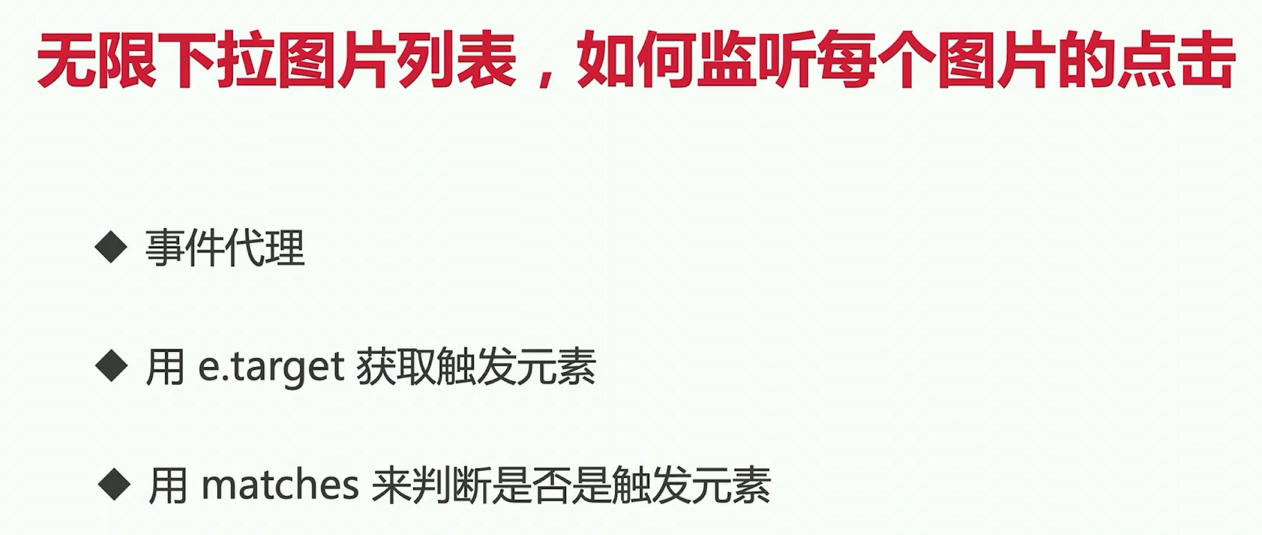 无限下拉图片列表，如何监听每个图片的点击
◆ 事件代理
◆ 用 e.target 获取触发元素
◆ 用 matches 来判断是否是触发元素